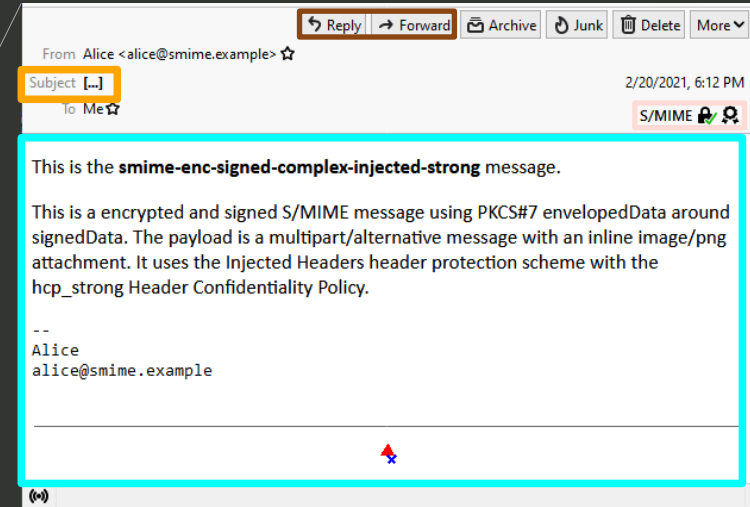 Reply Forward Archive Junk Delete More
From Alice <alice@smime.example>
Subject [...] 2/20/2021, 6:12 PM
To Me S/MIME
This is the smime-enc-signed-complex-injected-strong message.
This is a encrypted and signed S/MIME message using PKCS#7 envelopedData around
signedData. The payload is a multipart/alternative message with an inline image/png
attachment. It uses the Injected Headers header protection scheme with the
hcp_strong Header Confidentiality Policy.
--
Alice
alice@smime.example